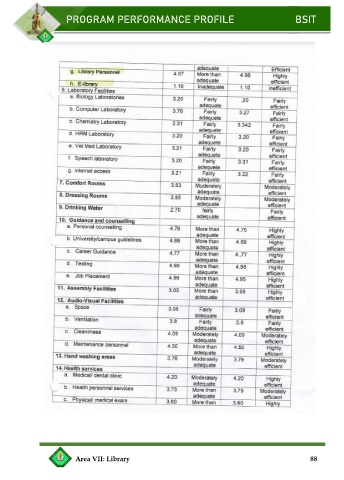 PROGRAM PERFORMANCE PROFILE BSIT
adequate Efficient
g. Library Personnel 4.97 More than adequate 4.98 Highly efficient
h. E-library 1.10 Inadequate 1.10 inefficient
6. Laboratory Facilities
a. Biology Laboratories 3.20 Fairly adequate .20 Fairly efficient
b. Computer Laboratory 3.78 Fairly adequate 3.27 Fairly efficient
c. Chemistry Laboratory 3.31 Fairly adequate Fairly efficient
d. HRM Laboratory 3.20 Fairly adequate 3.20 Fairly efficient
e. Vet Med Laboratory 3.21 Fairly adequate 3.20 Fairly efficient
f. Speech laboratory 3.20 Fairly adequate 3.31 Fairly efficient
g. Internet access 3.21 Fairly adequate 3.22 Fairly efficient
7. Comfort Rooms 3.83 Moderately adequate Moderately efficient
8. Dressing Rooms 3.85 Moderately adequate Moderately efficient
9. Drinking Water 2.70 fairly adequate Fairly efficient
10. Guidance and counselling
a. Personal counselling 4.76 More than adequate 4.75 Highly efficient
b. University/campus guidelines 4.68 More than adequate 4.69 Highly efficient
c. Career Guidance 4.77 More than adequate 4.,77 Highly efficient
d. Testing 4.98 More than adequate 4.98 Highly efficient
e. Job Placement 4.96 More than adequate 4.95 Highly efficient
11. Assembly Facilities 3.05 More than adequate 3.08 Highly efficient
12. Audio-Visual Facilities
a. Space 3.08 Fairly adequate 3.09 Fairly efficient
b. Ventilation 3.8 Fairly adequate 3.9 Fairly efficient
c. Cleanliness 4.09 Moderately adequate 4.09 Moderately efficient
d. Maintenance personnel 4.50 More than adequate 4.50 Highly efficient
13. Hand washing areas 3.76 Moderately adequate 3.76 Moderately efficient
14. Health services
a. Medical/ dental clinic 4.20 Moderately adequate 4.20 Highly efficient
b. Health personnel services 3.75 More than adequate 3.75 Moderately efficient
c. Physical/ medical exam 3.60 More than 3.60 Highly
Area VII: Library 88